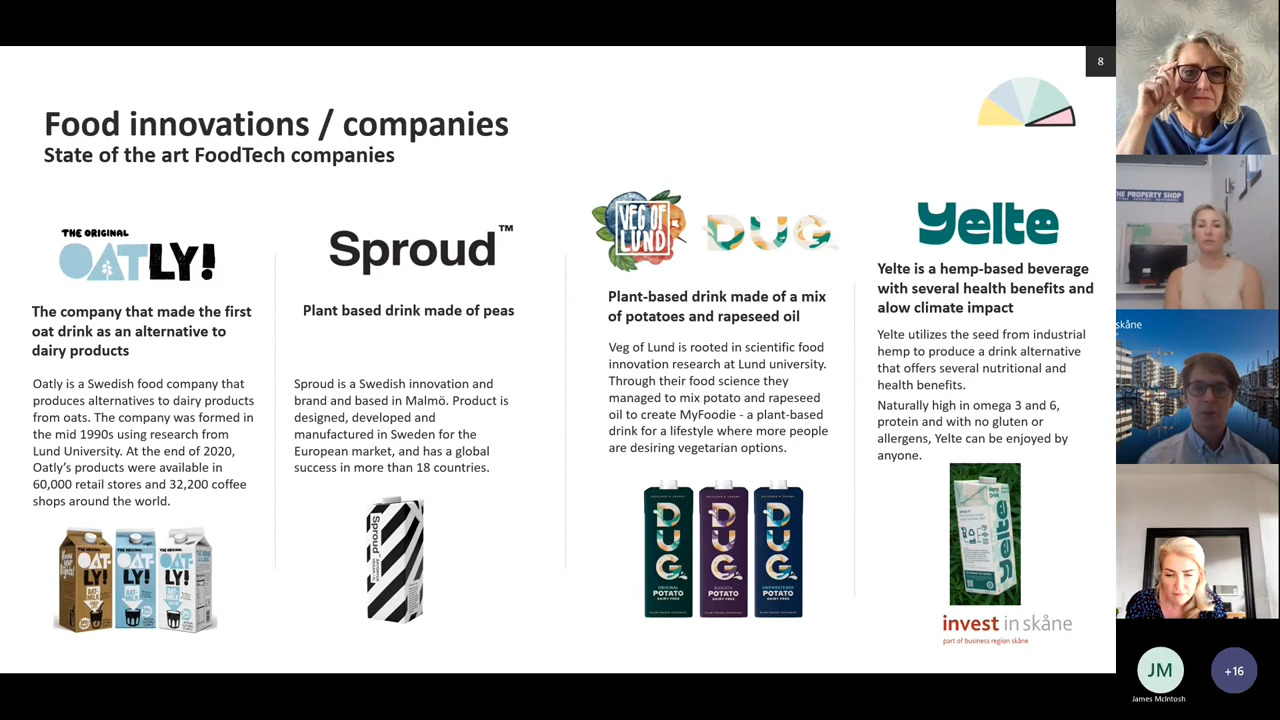 8
Food innovations / companies
State of the art FoodTech companies
THE ORIGINAL
OATLY!
The company that made the first
oat drink as an alternative to
dairy products
Oatly is a Swedish food company that
produces alternatives to dairy products
from oats. The company was formed in
the mid 1990s using research from
Lund University. At the end of 2020,
Oatly's products were available in
60,000 retail stores and 32,200 coffee
shops around the world.
OAT-
LY!
OAT-
LY!
OAT-
LY!
Sproud™
Plant based drink made of peas
Sproud is a Swedish innovation and
brand and based in Malmö. Product is
designed, developed and
manufactured in Sweden for the
European market, and has a global
success in more than 18 countries.
Sproud
VEG OF
LUND
DUG
Plant-based drink made of a mix
of potatoes and rapeseed oil
Veg of Lund is rooted in scientific food
innovation research at Lund university.
Through their food science they
managed to mix potato and rapeseed
oil to create MyFoodie - a plant-based
drink for a lifestyle where more people
are desiring vegetarian options.
DUG
ORIGINAL
POTATO
DAIRY FREE
DUG
BARISTA
POTATO
DAIRY FREE
DUG
UNSWEETENED
POTATO
DAIRY FREE
Yelte
Yelte is a hemp-based beverage
with several health benefits and
alow climate impact
Yelte utilizes the seed from industrial
hemp to produce a drink alternative
that offers several nutritional and
health benefits.
Naturally high in omega 3 and 6,
protein and with no gluten or
allergens, Yelte can be enjoyed by
anyone.
Hemp
Drink
yelte
invest in skåne
part of business region skåne
THE PROPERTY SHOP
skåne
JM
James McIntosh
+16